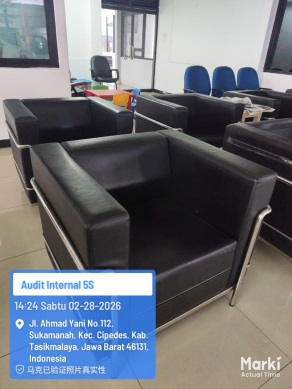 Audit Internal 5S
14:24 Sabtu 02-28-2026
Jl. Ahmad Yani No.112,
Sukamanah, Kec. Cipedes, Kab.
Tasikmalaya, Jawa Barat 46131,
Indonesia
马克已验证照片真实性
Marki
Actual Time